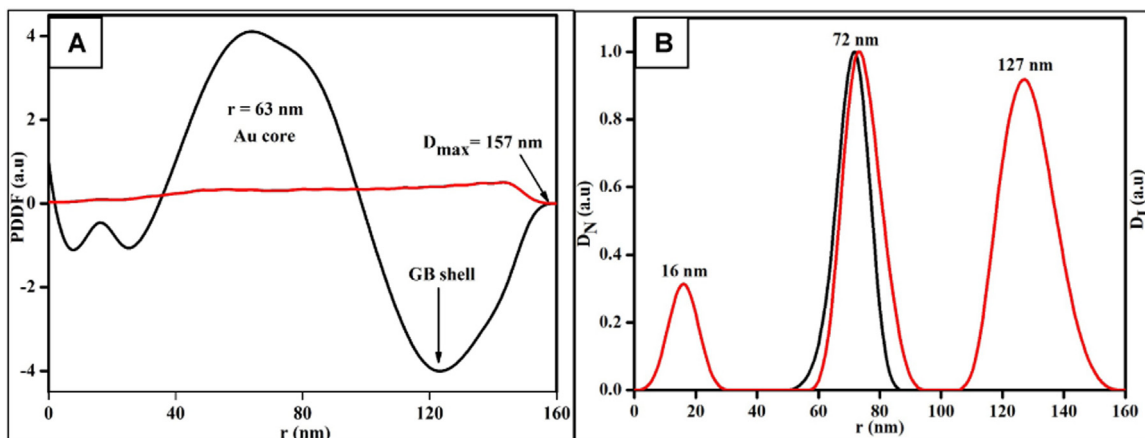 A
4
2
0
-2
-4
PDDF (a.u)
r = 63 nm
Au core
Dmax= 157 nm
GB shell
0 40 80 120 160
r (nm)
B
1.0
0.8
0.6
0.4
0.2
0.0
DN (a.u)
16 nm
72 nm
127 nm
DI (a.u)
0 20 40 60 80 100 120 140 160
r (nm)